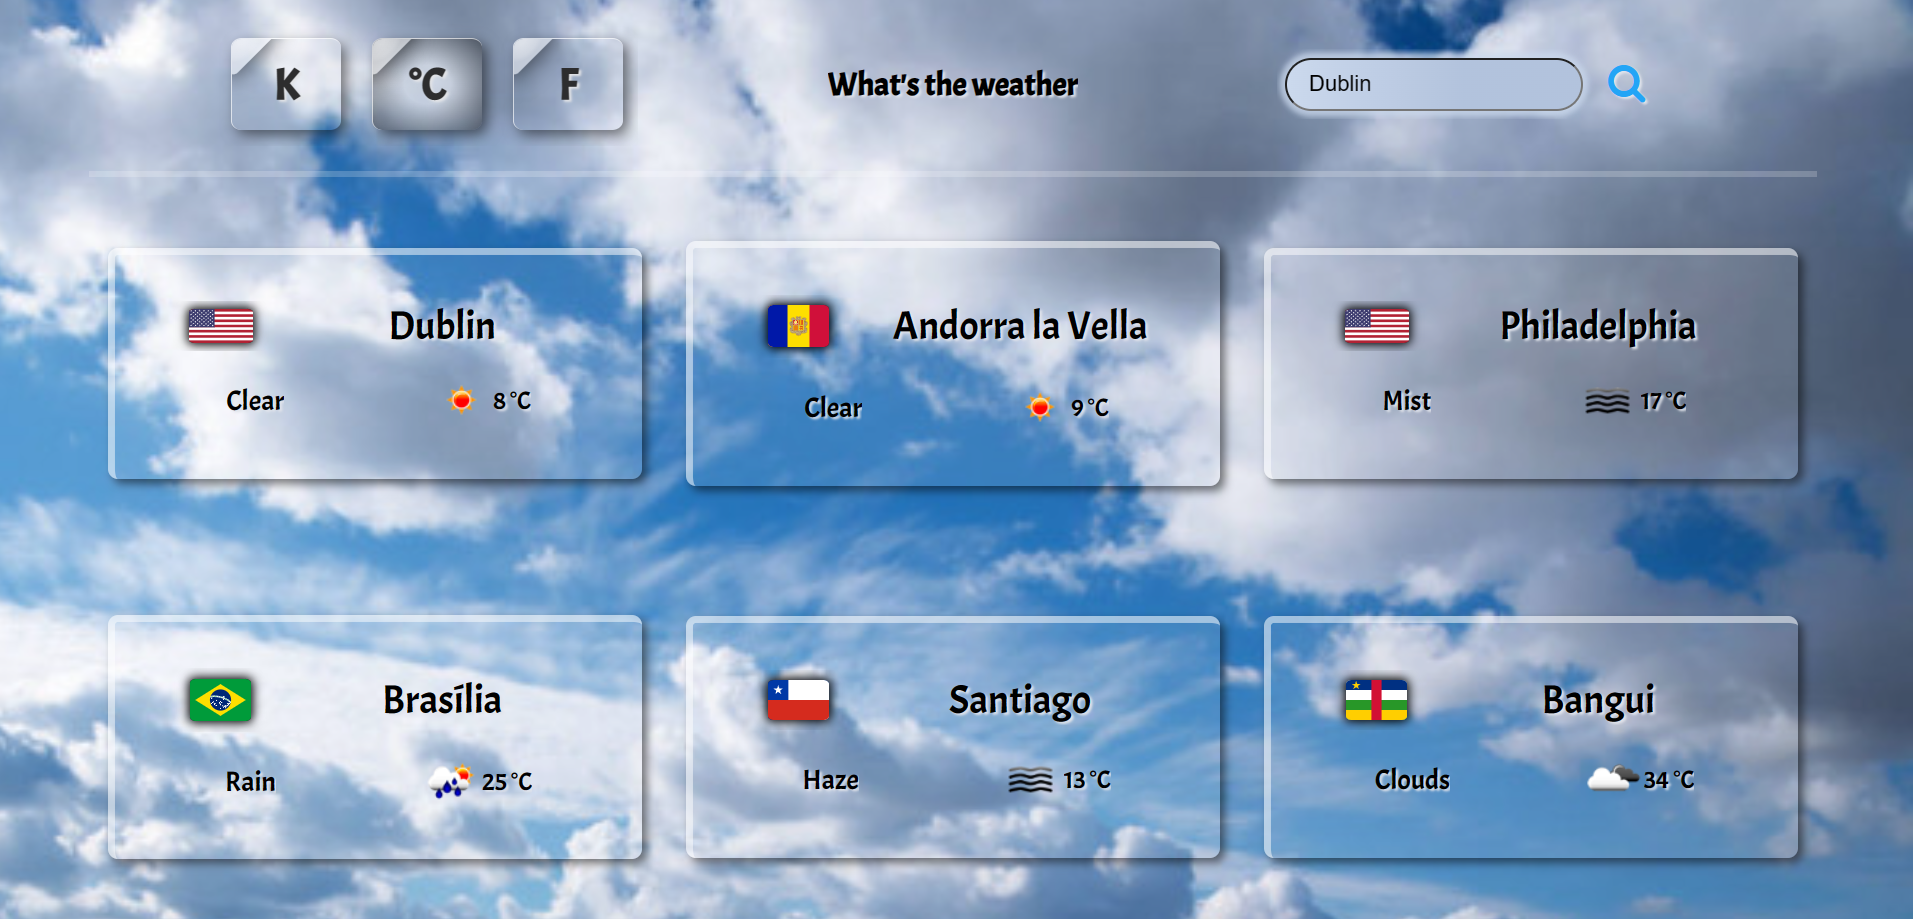 K °C F What's the weather Dublin
Dublin
Clear 8 °C
Andorra la Vella
Clear 9 °C
Philadelphia
Mist 17 °C
Brasília
Rain 25 °C
Santiago
Haze 13 °C
Bangui
Clouds 34 °C